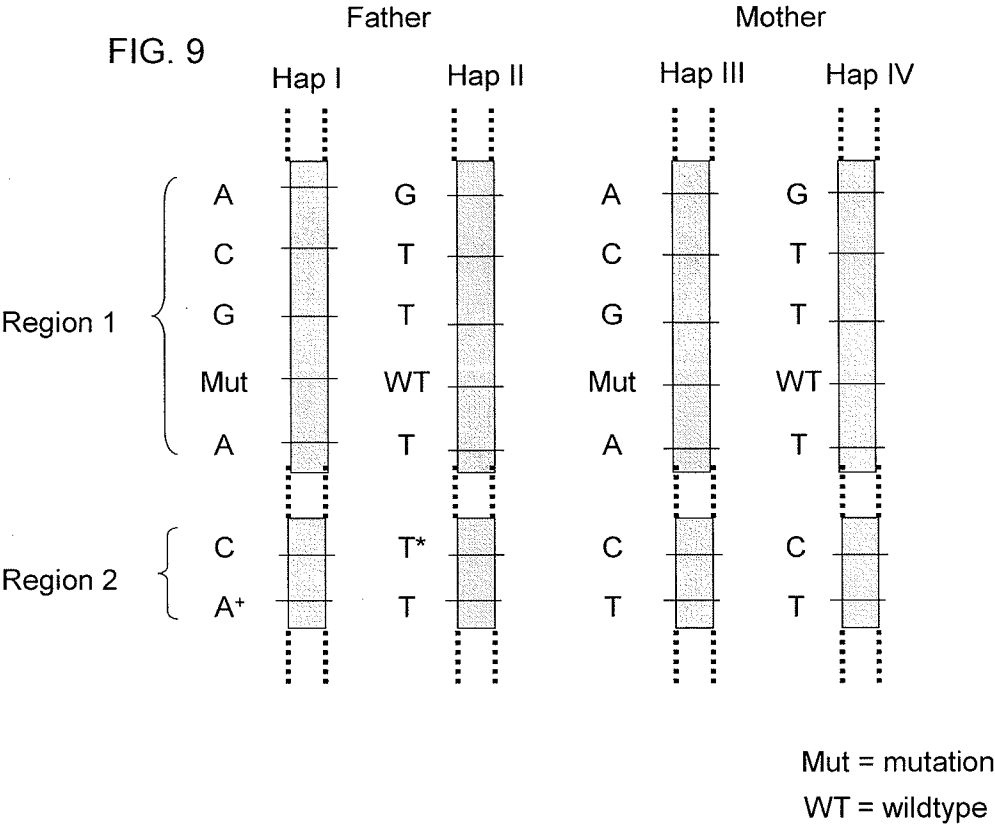 Father Mother
FIG. 9
Hap I Hap II Hap III Hap IV
A G A G
C T C T
Region 1 G T G T
Mut WT Mut WT
A T A T
C T* C C
Region 2
A+ T T T
Mut = mutation
WT = wildtype